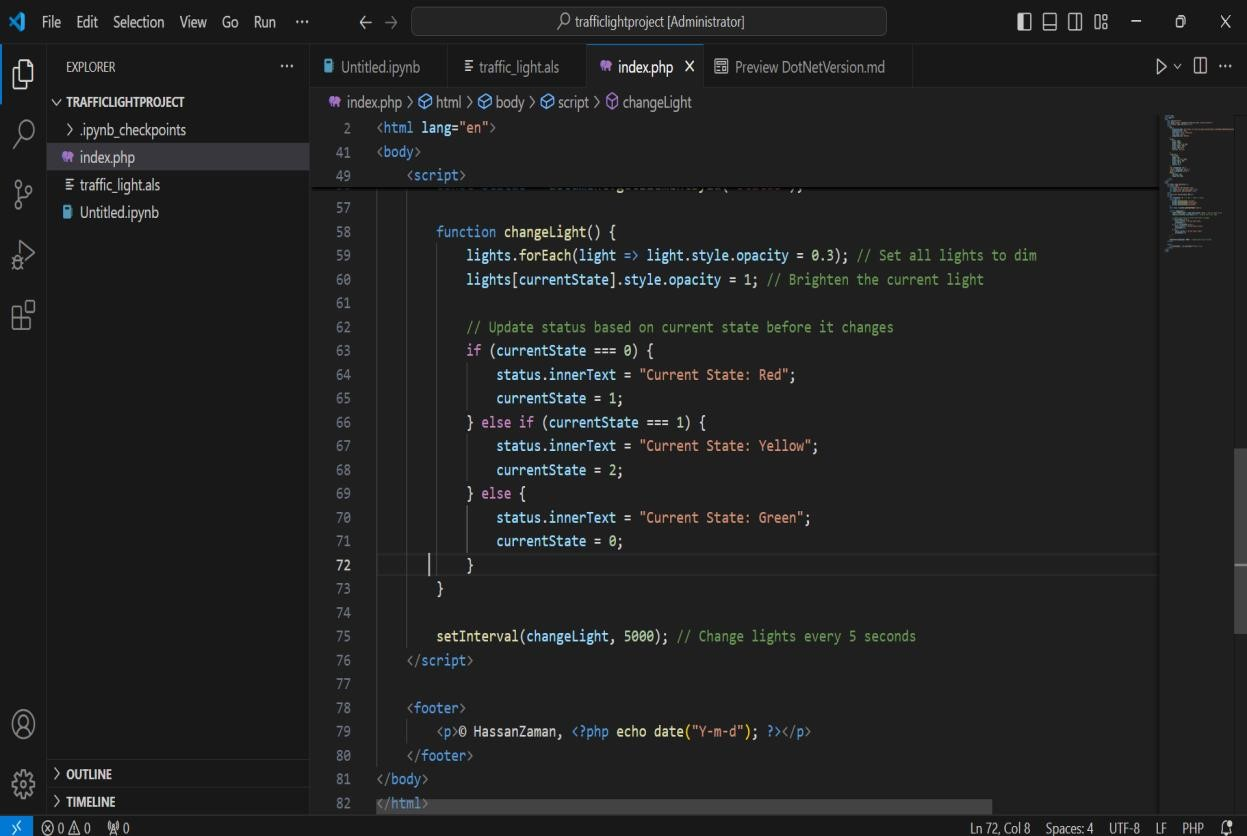 File Edit Selection View Go Run ··· trafficlightproject [Administrator]
EXPLORER ···
TRAFFICLIGHTPROJECT
.ipynb_checkpoints
index.php
traffic_light.als
Untitled.ipynb
OUTLINE
TIMELINE
Untitled.ipynb traffic_light.als index.php X Preview DotNetVersion.md
index.php > html > body > script > changeLight
2 <html lang="en">
41 <body>
49 <script>
57
58 function changeLight() {
59 lights.forEach(light => light.style.opacity = 0.3); // Set all lights to dim
60 lights[currentState].style.opacity = 1; // Brighten the current light
61
62 // Update status based on current state before it changes
63 if (currentState === 0) {
64 status.innerText = "Current State: Red";
65 currentState = 1;
66 } else if (currentState === 1) {
67 status.innerText = "Current State: Yellow";
68 currentState = 2;
69 } else {
70 status.innerText = "Current State: Green";
71 currentState = 0;
72 }
73 }
74
75 setInterval(changeLight, 5000); // Change lights every 5 seconds
76 </script>
77
78 <footer>
79 <p>© HassanZaman, <?php echo date("Y-m-d"); ?></p>
80 </footer>
81 </body>
82 </html>
0 0 0 Ln 72, Col 8 Spaces: 4 UTF-8 LF PHP